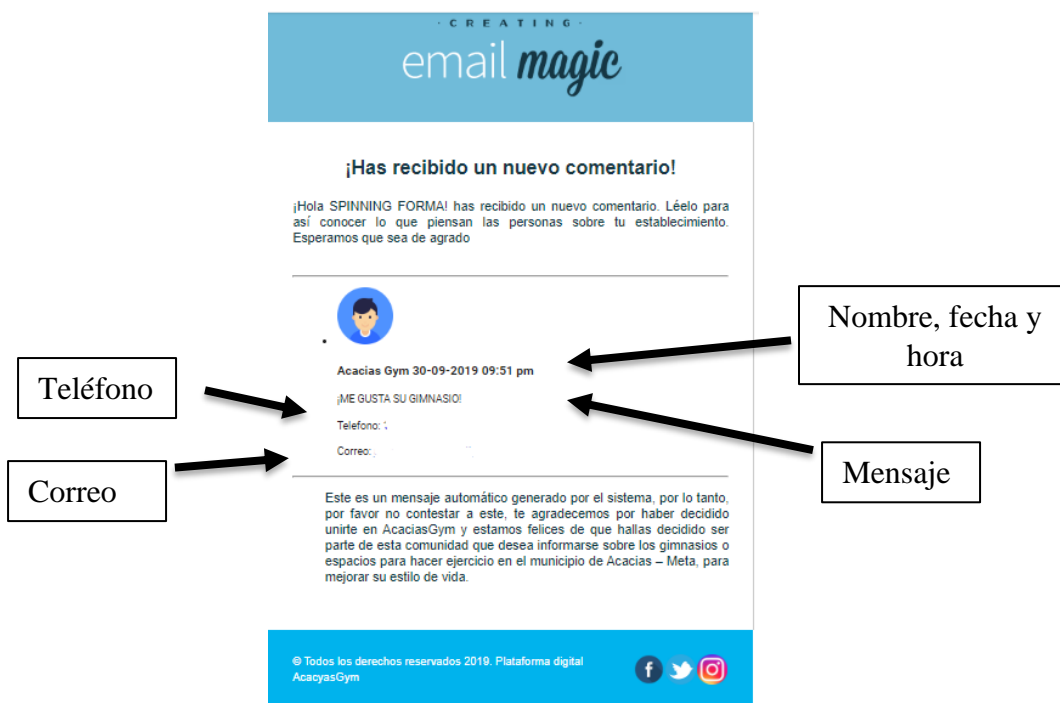 · C R E A T I N G ·
email magic
¡Has recibido un nuevo comentario!
¡Hola SPINNING FORMA! has recibido un nuevo comentario. Léelo para
así conocer lo que piensan las personas sobre tu establecimiento.
Esperamos que sea de agrado
Nombre, fecha y
hora
Acacias Gym 30-09-2019 09:51 pm
Teléfono
¡ME GUSTA SU GIMNASIO!
Telefono:
Mensaje
Correo
Correo:
Este es un mensaje automático generado por el sistema, por lo tanto,
por favor no contestar a este, te agradecemos por haber decidido
unirte en AcaciasGym y estamos felices de que hallas decidido ser
parte de esta comunidad que desea informarse sobre los gimnasios o
espacios para hacer ejercicio en el municipio de Acacias – Meta, para
mejorar su estilo de vida.
© Todos los derechos reservados 2019. Plataforma digital
AcacyasGym